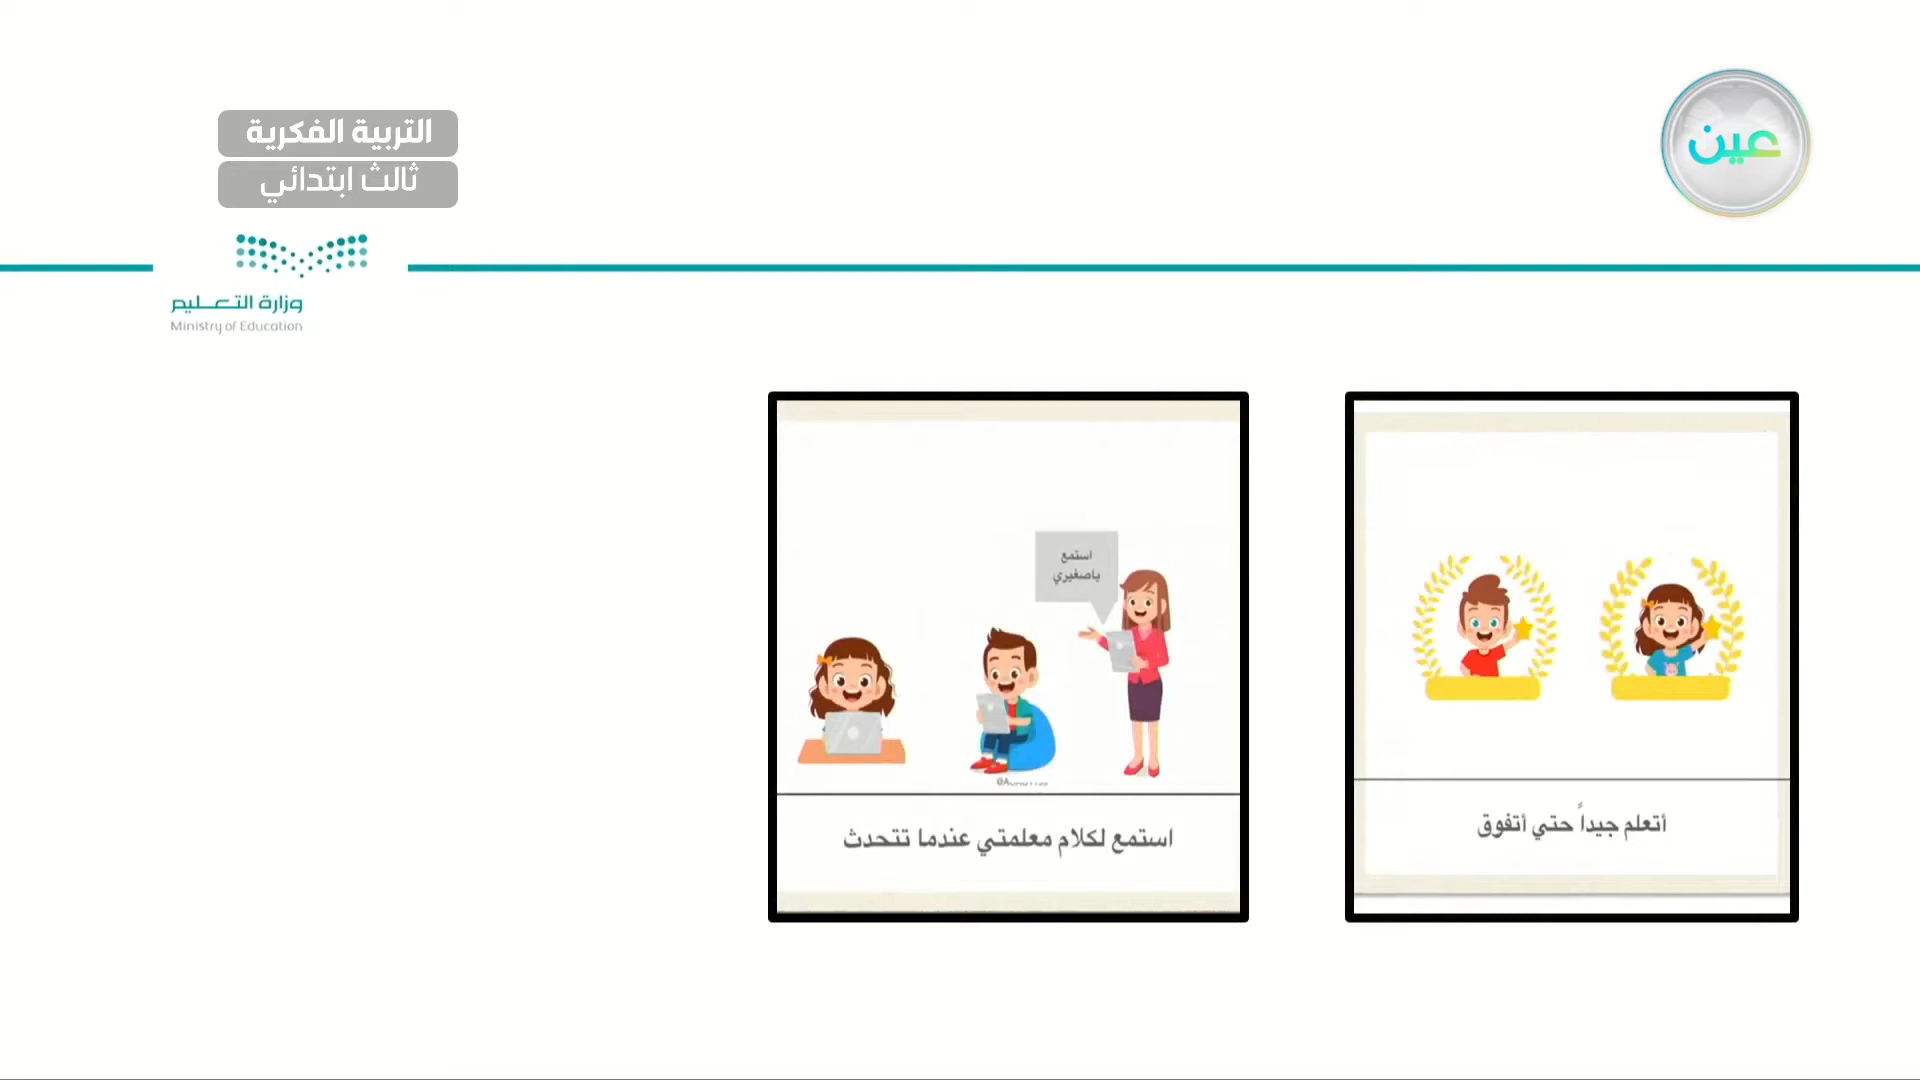 التربية الفكرية
ثالث ابتدائي
عين
وزارة التعليم
Ministry of Education
استمع
ياصغيري
أتعلم جيداً حتي أتفوق
استمع لكلام معلمتي عندما تتحدث